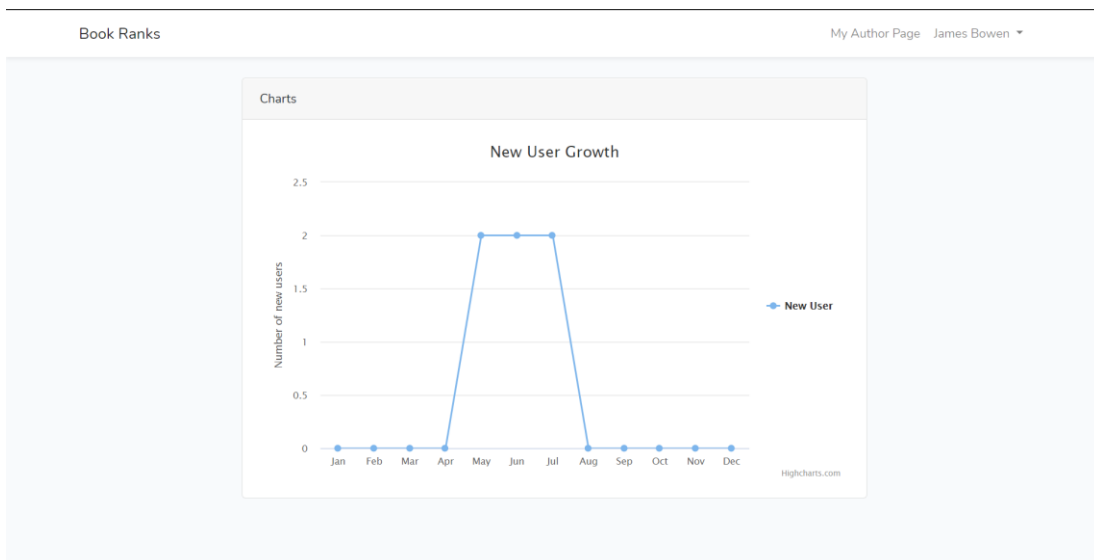 Book Ranks
My Author Page James Bowen
Charts
New User Growth
Number of new users
2.5
2
1.5
1
0.5
0
Jan Feb Mar Apr May Jun Jul Aug Sep Oct Nov Dec
New User
Highcharts.com